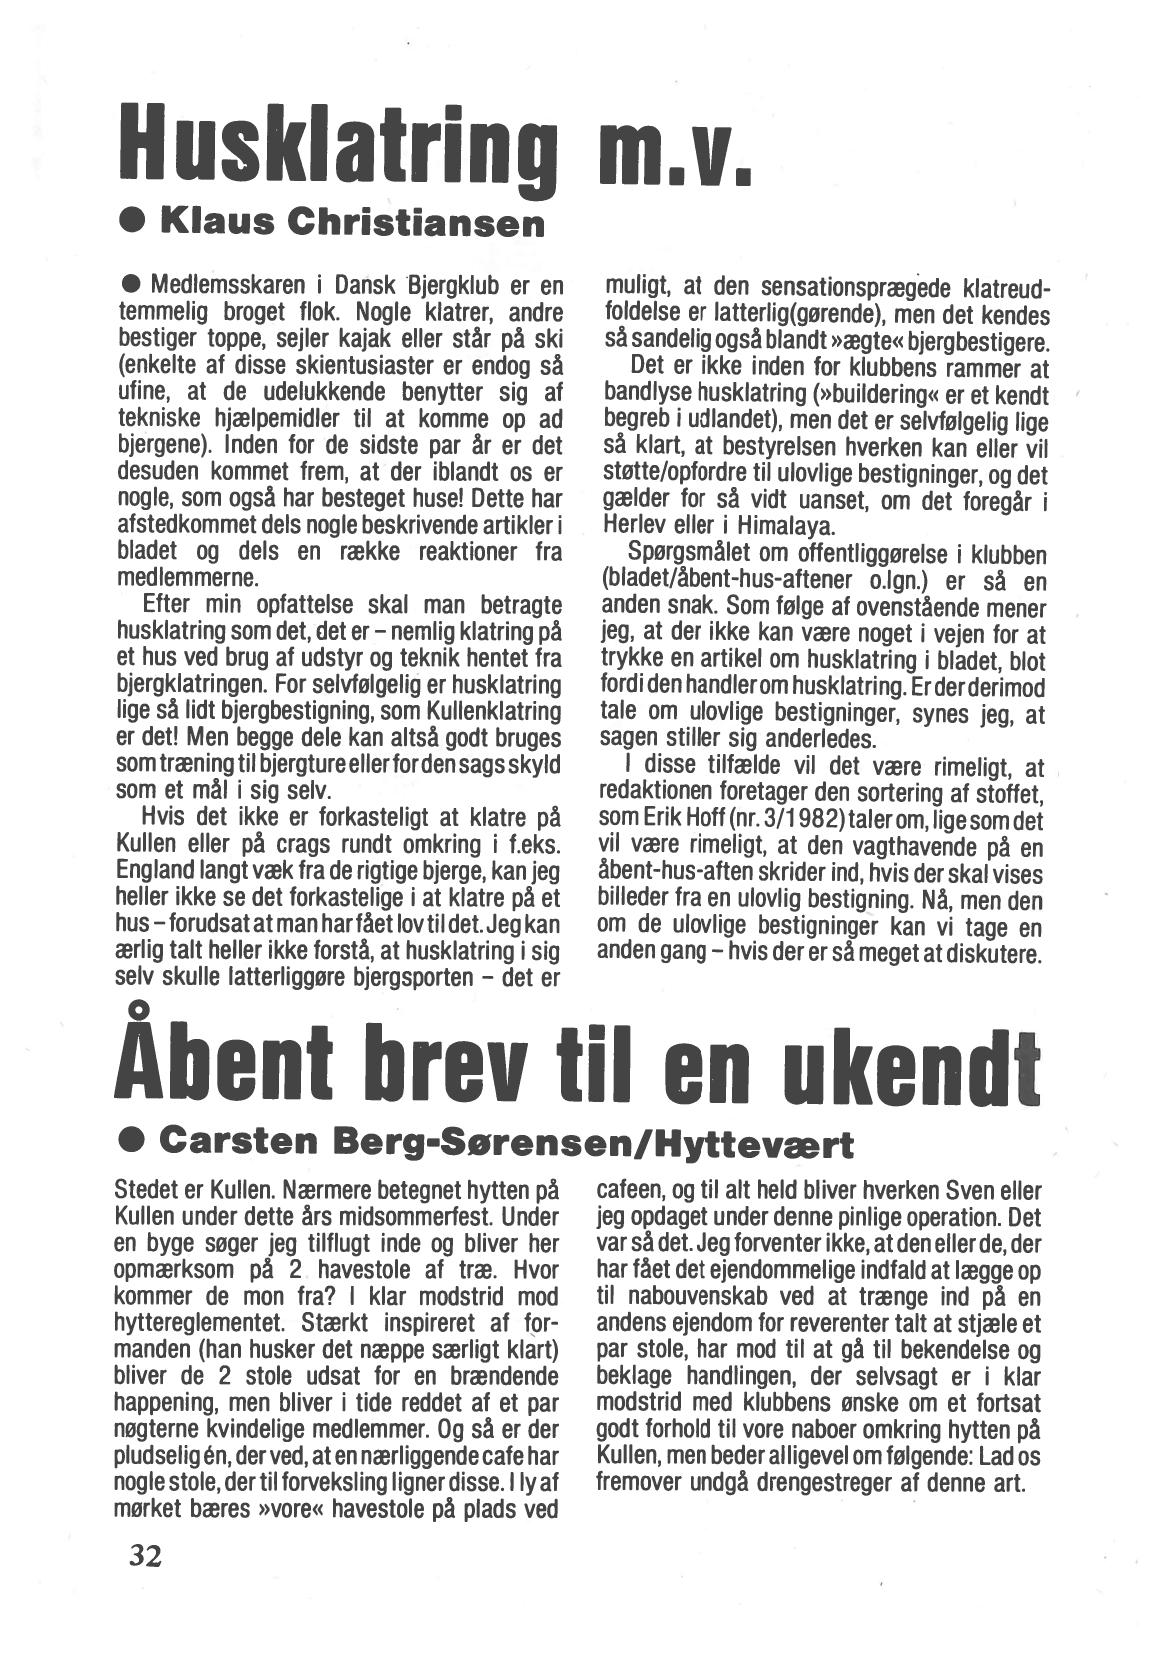 Husklatring m.v.
● Klaus Christiansen
● Medlemsskaren i Dansk Bjergklub er en
temmelig broget flok. Nogle klatrer, andre
bestiger toppe, sejler kajak eller står på ski
(enkelte af disse skientusiaster er endog så
ufine, at de udelukkende benytter sig af
tekniske hjælpemidler til at komme op ad
bjergene). Inden for de sidste par år er det
desuden kommet frem, at der iblandt os er
nogle, som også har besteget huse! Dette har
afstedkommet dels nogle beskrivende artikler i
bladet og dels en række reaktioner fra
medlemmerne.
Efter min opfattelse skal man betragte
husklatring som det, det er – nemlig klatring på
et hus ved brug af udstyr og teknik hentet fra
bjergklatringen. For selvfølgelig er husklatring
lige så lidt bjergbestigning, som Kullenklatring
er det! Men begge dele kan altså godt bruges
som træning til bjergture eller for den sags skyld
som et mål i sig selv.
Hvis det ikke er forkasteligt at klatre på
Kullen eller på crags rundt omkring i f.eks.
England langt væk fra de rigtige bjerge, kan jeg
heller ikke se det forkastelige i at klatre på et
hus – forudsat at man har fået lov til det. Jeg kan
ærlig talt heller ikke forstå, at husklatring i sig
selv skulle latterliggøre bjergsporten – det er
muligt, at den sensationsprægede klatreud-
foldelse er latterlig(gørende), men det kendes
så sandelig også blandt »ægte« bjergbestigere.
Det er ikke inden for klubbens rammer at
bandlyse husklatring (»buildering« er et kendt
begreb i udlandet), men det er selvfølgelig lige
så klart, at bestyrelsen hverken kan eller vil
støtte/opfordre til ulovlige bestigninger, og det
gælder for så vidt uanset, om det foregår i
Herlev eller i Himalaya.
Spørgsmålet om offentliggørelse i klubben
(bladet/åbent-hus-aftener o.lgn.) er så en
anden snak. Som følge af ovenstående mener
jeg, at der ikke kan være noget i vejen for at
trykke en artikel om husklatring i bladet, blot
fordi den handler om husklatring. Er der derimod
tale om ulovlige bestigninger, synes jeg, at
sagen stiller sig anderledes.
I disse tilfælde vil det være rimeligt, at
redaktionen foretager den sortering af stoffet,
som Erik Hoff (nr. 3/1982) taler om, lige som det
vil være rimeligt, at den vagthavende på en
åbent-hus-aften skrider ind, hvis der skal vises
billeder fra en ulovlig bestigning. Nå, men den
om de ulovlige bestigninger kan vi tage en
anden gang – hvis der er så meget at diskutere.
Åbent brev til en ukendt
● Carsten Berg-Sørensen/Hyttevært
Stedet er Kullen. Nærmere betegnet hytten på
Kullen under dette års midsommerfest. Under
en byge søger jeg tilflugt inde og bliver her
opmærksom på 2 havestole af træ. Hvor
kommer de mon fra? I klar modstrid mod
hyttereglementet. Stærkt inspireret af for-
manden (han husker det næppe særligt klart)
bliver de 2 stole udsat for en brændende
happening, men bliver i tide reddet af et par
nøgterne kvindelige medlemmer. Og så er der
pludselig én, der ved, at en nærliggende cafe har
nogle stole, der til forveksling ligner disse. I ly af
mørket bæres »vore« havestole på plads ved
cafeen, og til alt held bliver hverken Sven eller
jeg opdaget under denne pinlige operation. Det
var så det. Jeg forventer ikke, at den eller de, der
har fået det ejendommelige indfald at lægge op
til nabouvenskab ved at trænge ind på en
andens ejendom for reverenter talt at stjæle et
par stole, har mod til at gå til bekendelse og
beklage handlingen, der selvsagt er i klar
modstrid med klubbens ønske om et fortsat
godt forhold til vore naboer omkring hytten på
Kullen, men beder alligevel om følgende: Lad os
fremover undgå drengestreger af denne art.
32